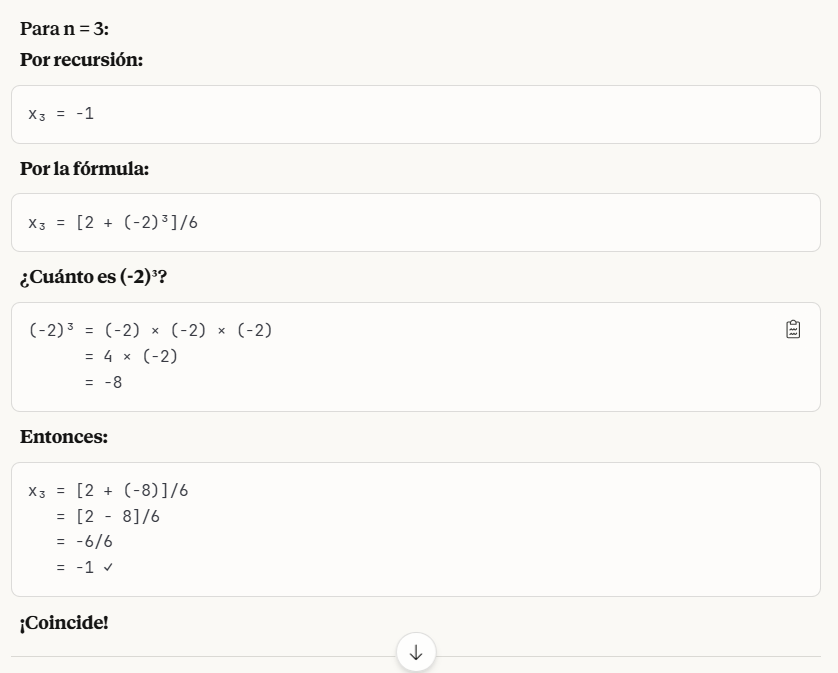 Para n = 3:
Por recursión:
x₃ = -1
Por la fórmula:
x₃ = [2 + (-2)³]/6
¿Cuánto es (-2)³?
(-2)³ = (-2) × (-2) × (-2)
= 4 × (-2)
= -8
Entonces:
x₃ = [2 + (-8)]/6
= [2 - 8]/6
= -6/6
= -1 ✓
¡Coincide!